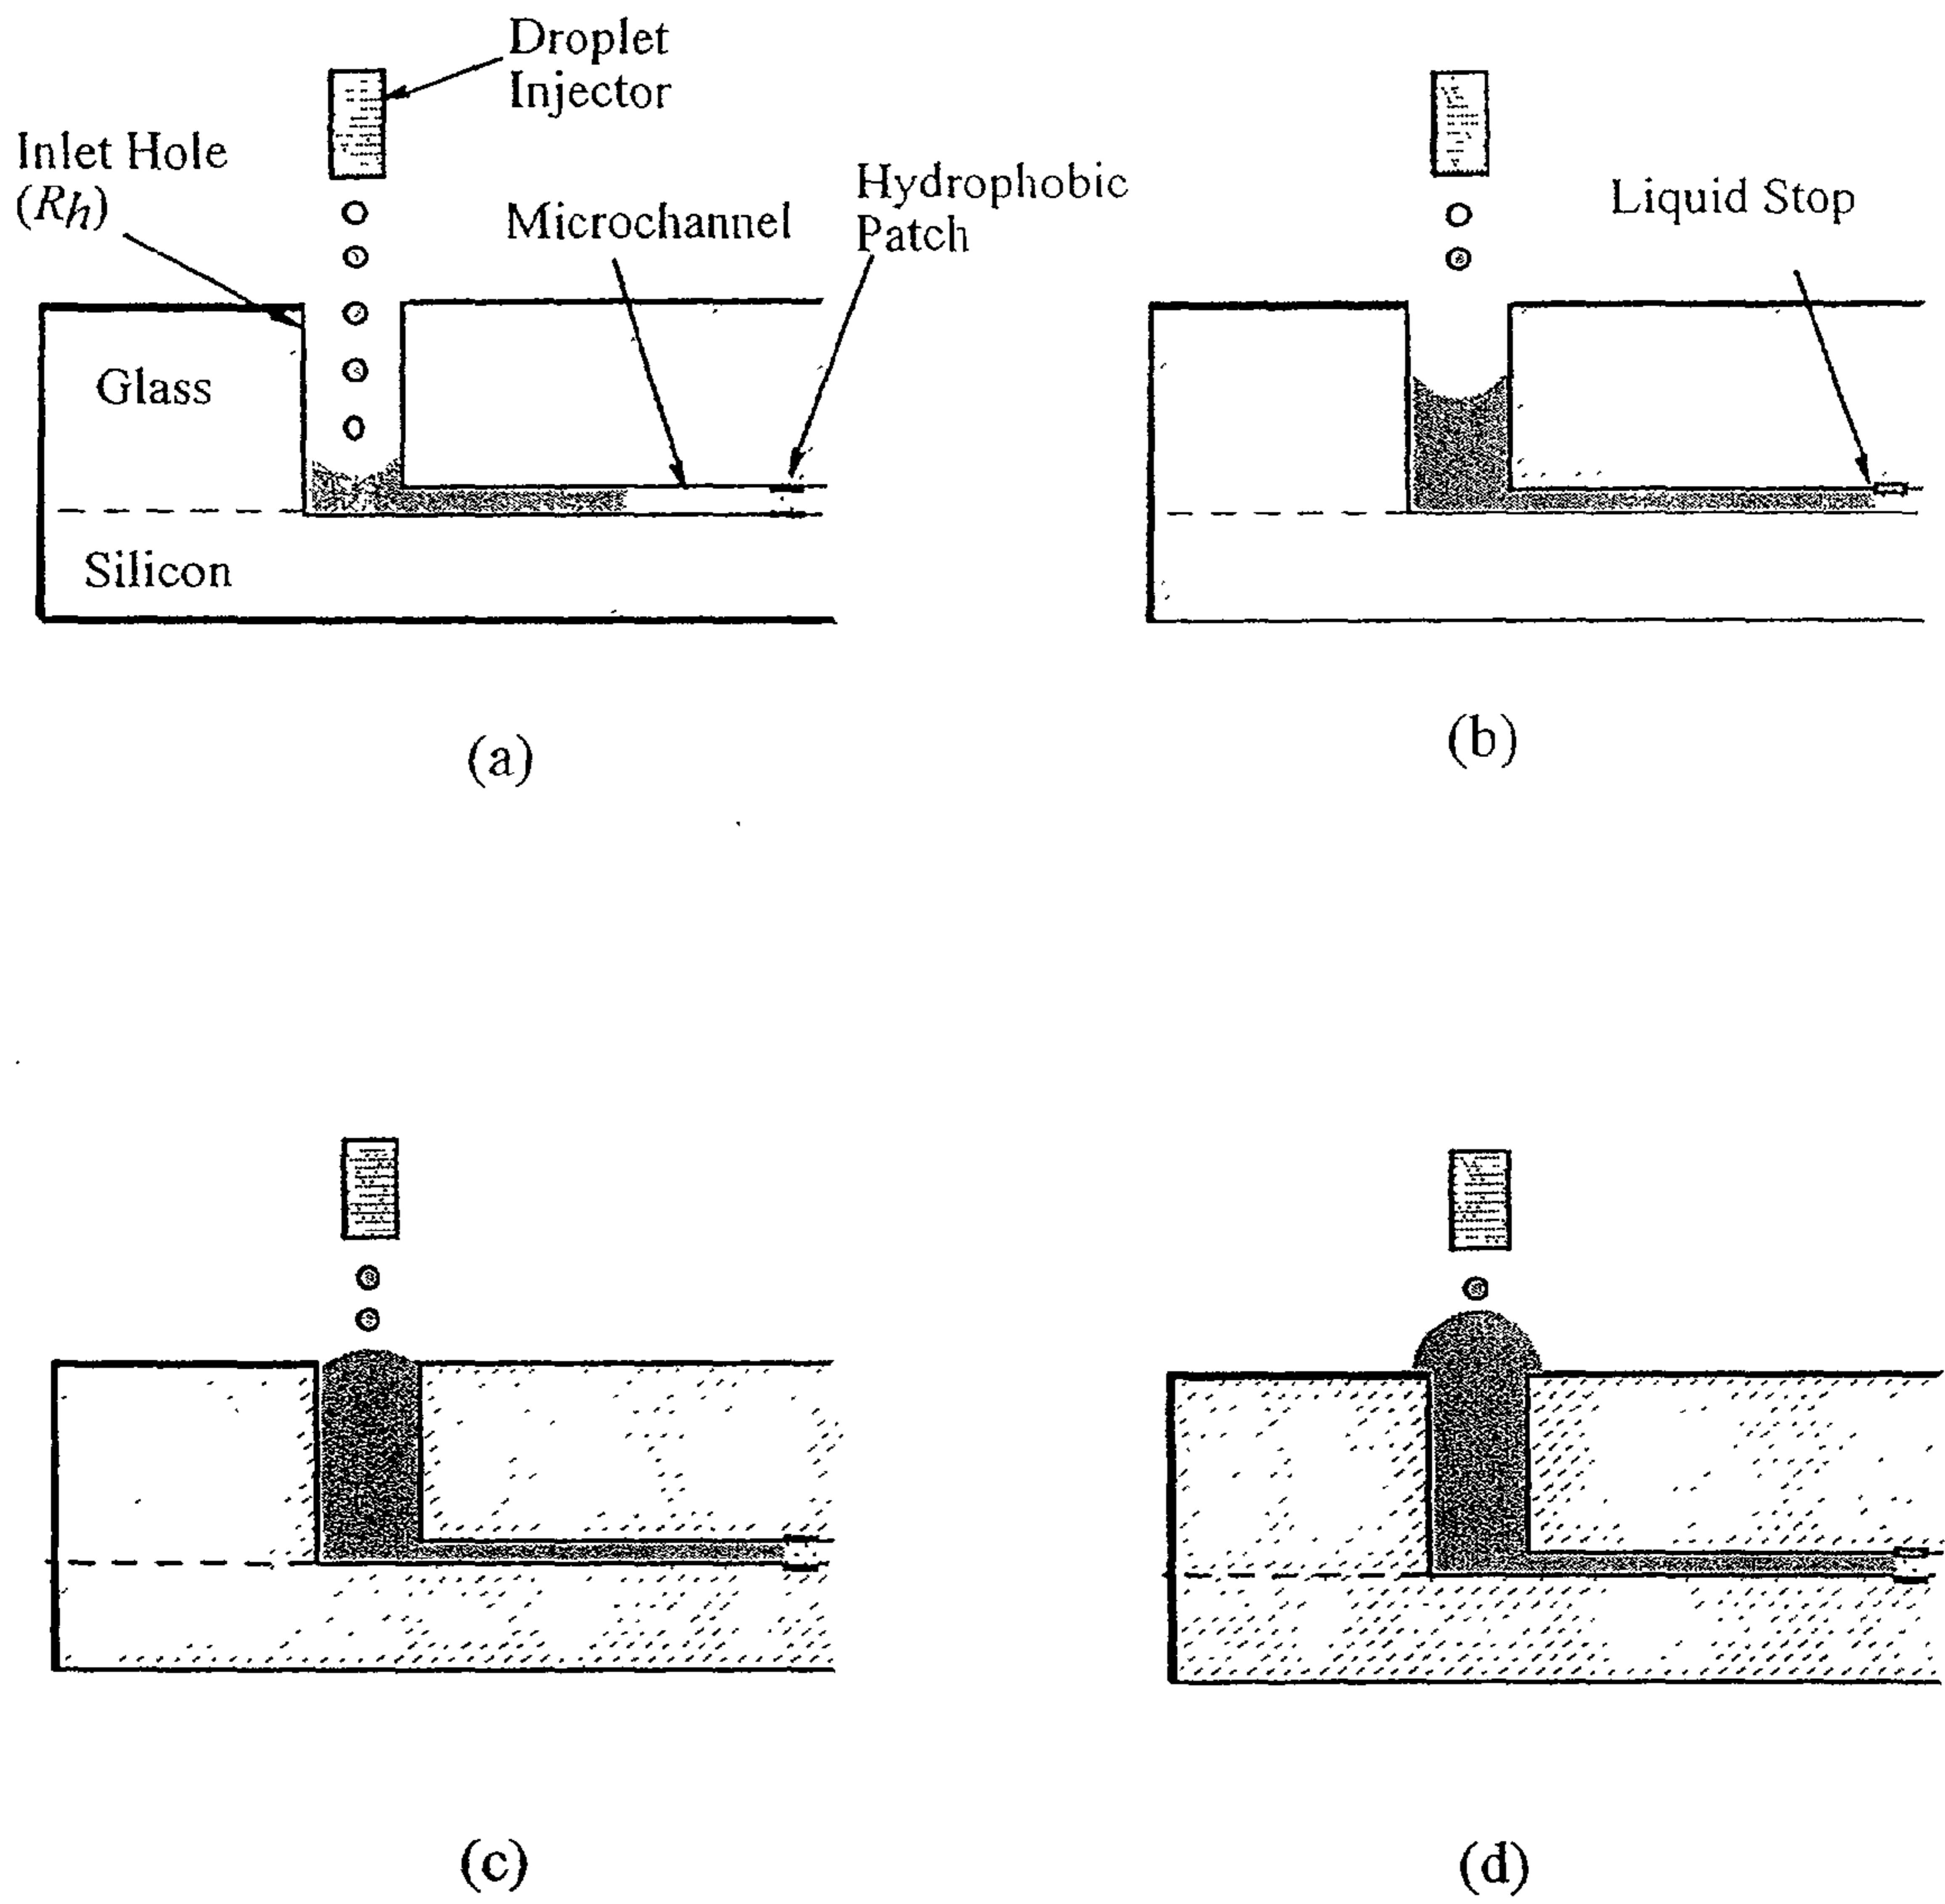 Droplet
Injector
Inlet Hole
(Rh)
Microchannel
Hydrophobic
Patch
Glass
Silicon
(a)
Liquid Stop
(b)
(c)
(d)